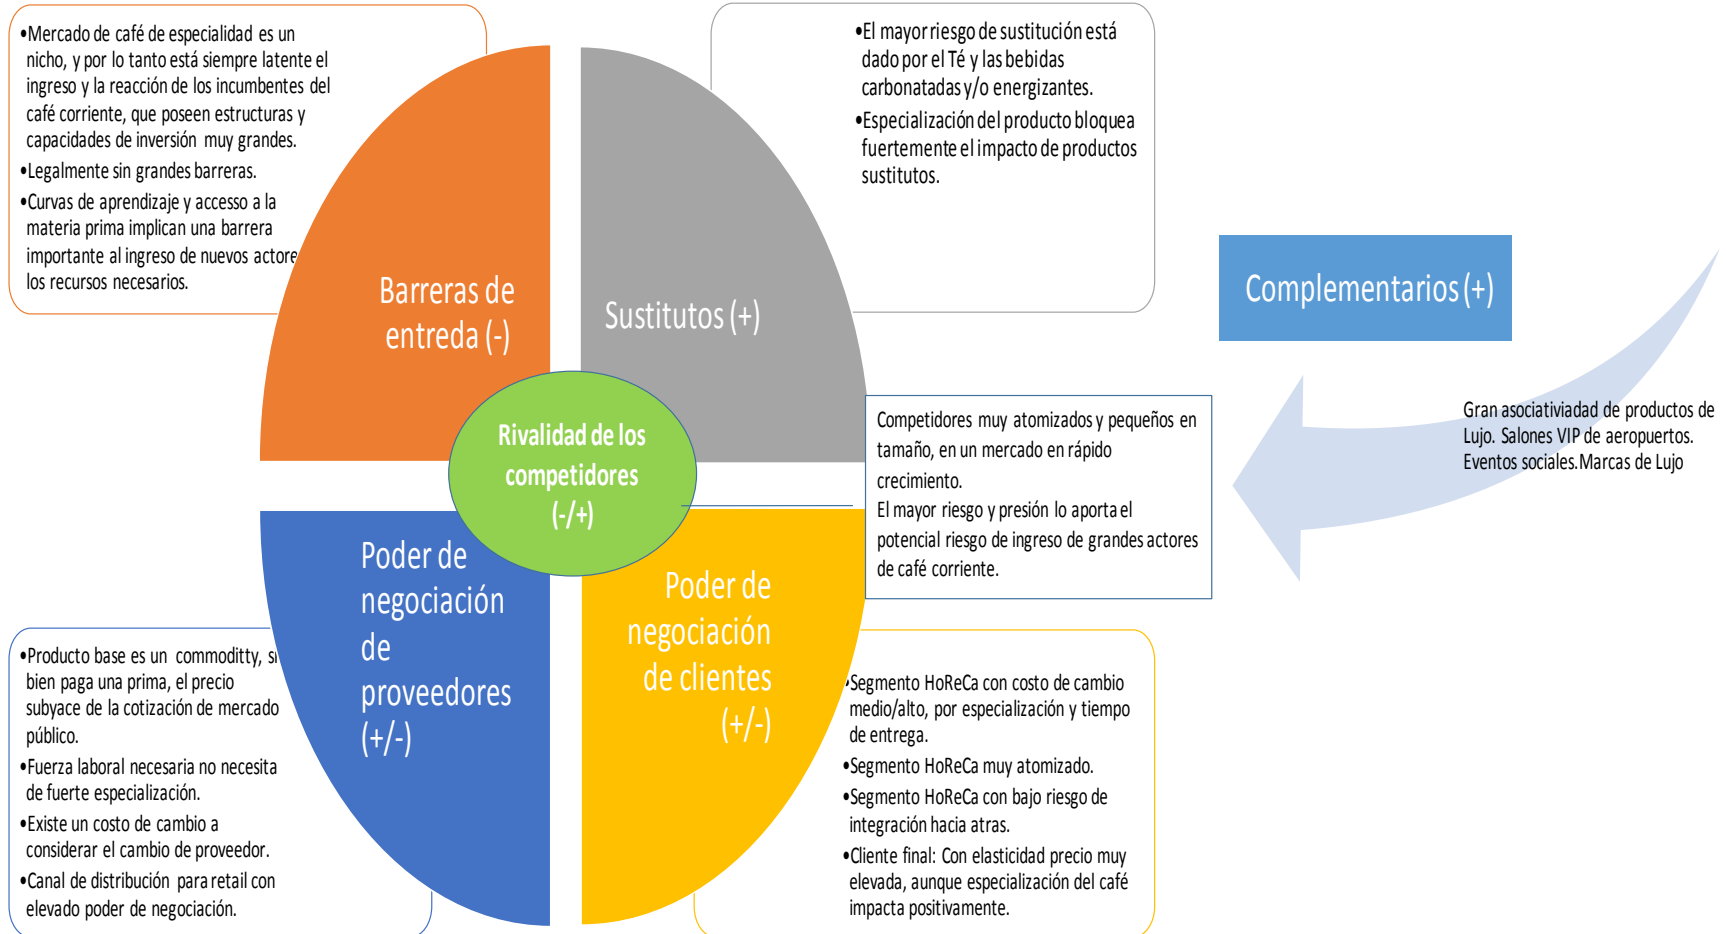 •Mercado de café de especialidad es un
nicho, y por lo tanto está siempre latente el
ingreso y la reacción de los incumbentes del
café corriente, que poseen estructuras y
capacidades de inversión muy grandes.
•Legalmente sin grandes barreras.
•Curvas de aprendizaje y accesso a la
materia prima implican una barrera
importante al ingreso de nuevos actore
los recursos necesarios.
•El mayor riesgo de sustitución está
dado por el Té y las bebidas
carbonatadas y/o energizantes.
•Especialización del producto bloquea
fuertemente el impacto de productos
sustitutos.
Barreras de
entreda (-)
Sustitutos (+)
Complementarios (+)
Gran asociativiadad de productos de
Lujo. Salones VIP de aeropuertos.
Eventos sociales.Marcas de Lujo
Rivalidad de los
competidores
(-/+)
Competidores muy atomizados y pequeños en
tamaño, en un mercado en rápido
crecimiento.
El mayor riesgo y presión lo aporta el
potencial riesgo de ingreso de grandes actores
de café corriente.
Poder de
negociación
de
proveedores
(+/-)
Poder de
negociación
de clientes
(+/-)
•Producto base es un commoditty, si
bien paga una prima, el precio
subyace de la cotización de mercado
público.
•Fuerza laboral necesaria no necesita
de fuerte especialización.
•Existe un costo de cambio a
considerar el cambio de proveedor.
•Canal de distribución para retail con
elevado poder de negociación.
•Segmento HoReCa con costo de cambio
medio/alto, por especialización y tiempo
de entrega.
•Segmento HoReCa muy atomizado.
•Segmento HoReCa con bajo riesgo de
integración hacia atras.
•Cliente final: Con elasticidad precio muy
elevada, aunque especialización del café
impacta positivamente.